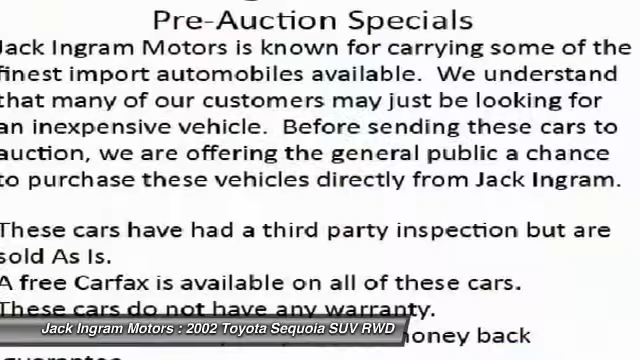 Pre-Auction Specials
Jack Ingram Motors is known for carrying some of the
finest import automobiles available.  We understand
that many of our customers may just be looking for
an inexpensive vehicle.  Before sending these cars to
auction, we are offering the general public a chance
to purchase these vehicles directly from Jack Ingram.
These cars have had a third party inspection but are
sold As Is.
A free Carfax is available on all of these cars.
These cars do not have any warranty.
Jack Ingram Motors : 2002 Toyota Sequoia SUV RWD
money back